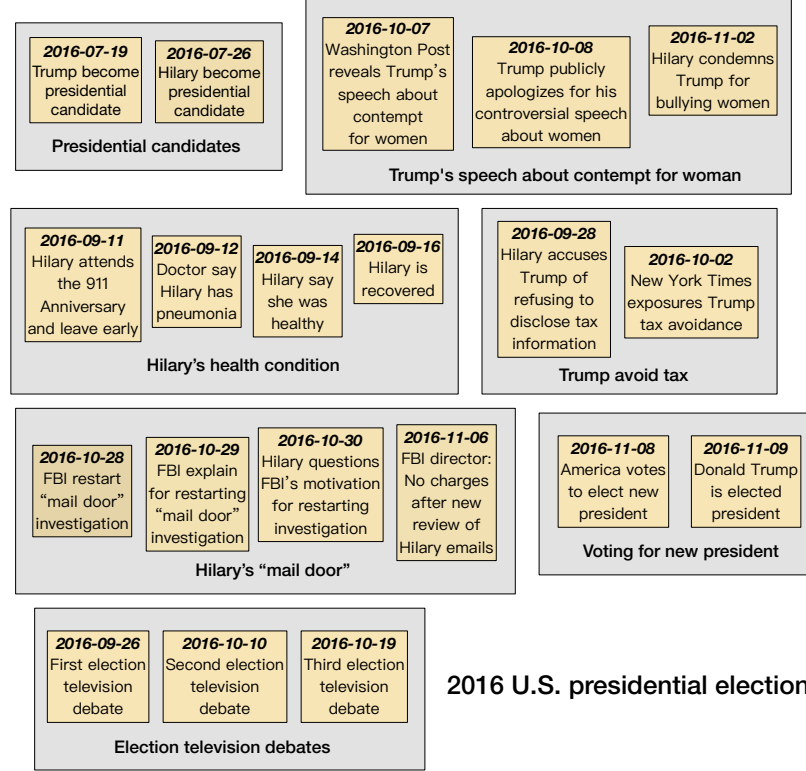 2016-07-19
Trump become
presidential
candidate
2016-07-26
Hilary become
presidential
candidate
Presidential candidates
2016-10-07
Washington Post
reveals Trump's
speech about
contempt
for women
2016-10-08
Trump publicly
apologizes for his
controversial speech
about women
2016-11-02
Hilary condemns
Trump for
bullying women
Trump's speech about contempt for woman
2016-09-11
Hilary attends
the 911
Anniversary
and leave early
2016-09-12
Doctor say
Hilary has
pneumonia
2016-09-14
Hilary say
she was
healthy
2016-09-16
Hilary is
recovered
Hilary's health condition
2016-09-28
Hilary accuses
Trump of
refusing to
disclose tax
information
2016-10-02
New York Times
exposures Trump
tax avoidance
Trump avoid tax
2016-10-28
FBI restart
“mail door”
investigation
2016-10-29
FBI explain
for restarting
“mail door”
investigation
2016-10-30
Hilary questions
FBI's motivation
for restarting
investigation
2016-11-06
FBI director:
No charges
after new
review of
Hilary emails
Hilary's “mail door”
2016-11-08
America votes
to elect new
president
2016-11-09
Donald Trump
is elected
president
Voting for new president
2016-09-26
First election
television
debate
2016-10-10
Second election
television
debate
2016-10-19
Third election
television
debate
Election television debates
2016 U.S. presidential election